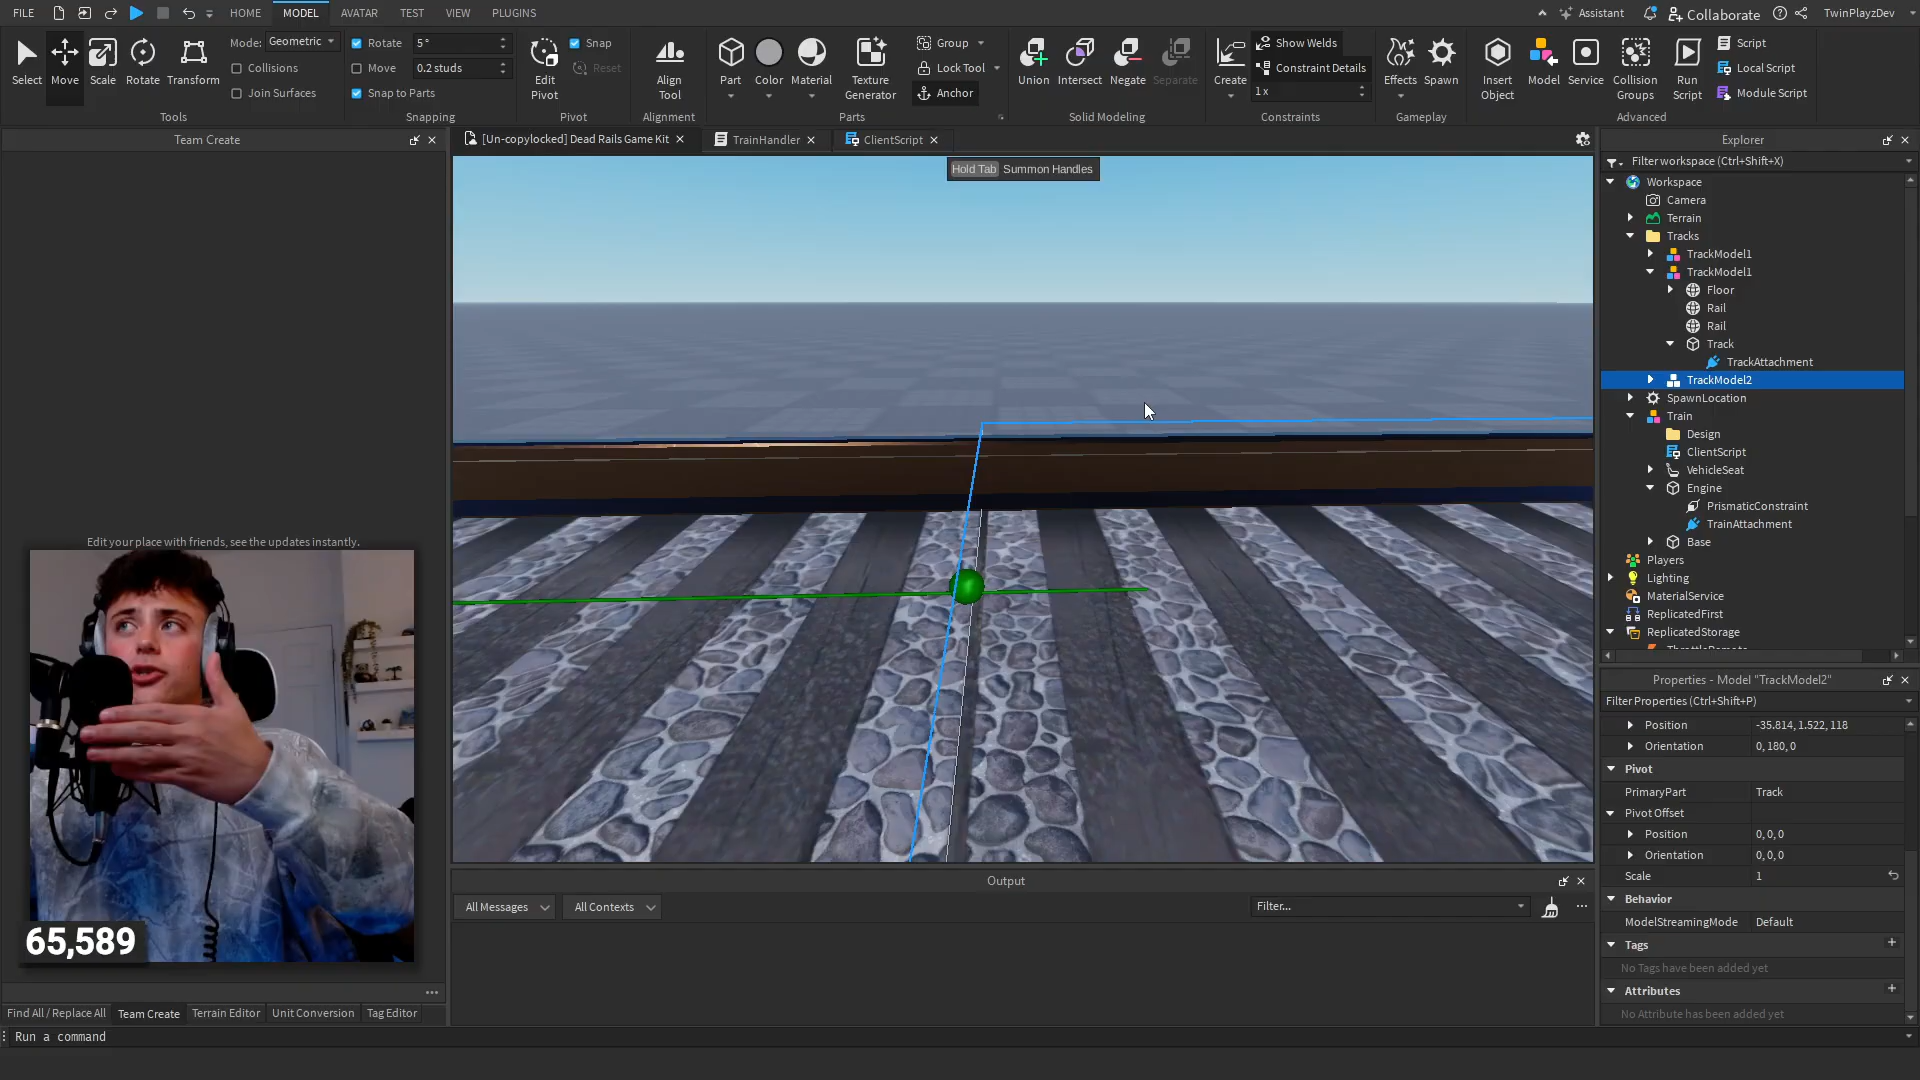 FILE HOME MODEL AVATAR TEST VIEW PLUGINS Assistant Collaborate TwinPlayzDev
Select Move Scale Rotate Transform
Mode: Geometric
Collisions
Join Surfaces
Tools
Rotate 5°
Move 0.2 studs
Snap to Parts
Snapping
Edit Pivot
Snap
Reset
Pivot
Align Tool
Alignment
Part Color Material Texture Generator
Group
Lock Tool
Anchor
Parts
Union Intersect Negate Separate
Solid Modeling
Create
Show Welds
Constraint Details
1 x
Constraints
Effects Spawn
Gameplay
Insert Object
Model Service Collision Groups
Run Script
Script
Local Script
Module Script
Advanced
Team Create
[Un-copylocked] Dead Rails Game Kit TrainHandler ClientScript
Hold Tab Summon Handles
Edit your place with friends, see the updates instantly.
65,589
Find All / Replace All Team Create Terrain Editor Unit Conversion Tag Editor
Run a command
Output
All Messages All Contexts Filter...
Explorer
Filter workspace (Ctrl+Shift+X)
Workspace
Camera
Terrain
Tracks
TrackModel1
TrackModel1
Floor
Rail
Rail
Track
TrackAttachment
TrackModel2
SpawnLocation
Train
Design
ClientScript
VehicleSeat
Engine
PrismaticConstraint
TrainAttachment
Base
Players
Lighting
MaterialService
ReplicatedFirst
ReplicatedStorage
Properties - Model "TrackModel2"
Filter Properties (Ctrl+Shift+P)
Position -35.814, 1.522, 118
Orientation 0, 180, 0
Pivot
PrimaryPart Track
Pivot Offset
Position 0, 0, 0
Orientation 0, 0, 0
Scale 1
Behavior
ModelStreamingMode Default
Tags
No Tags have been added yet
Attributes
No Attribute has been added yet